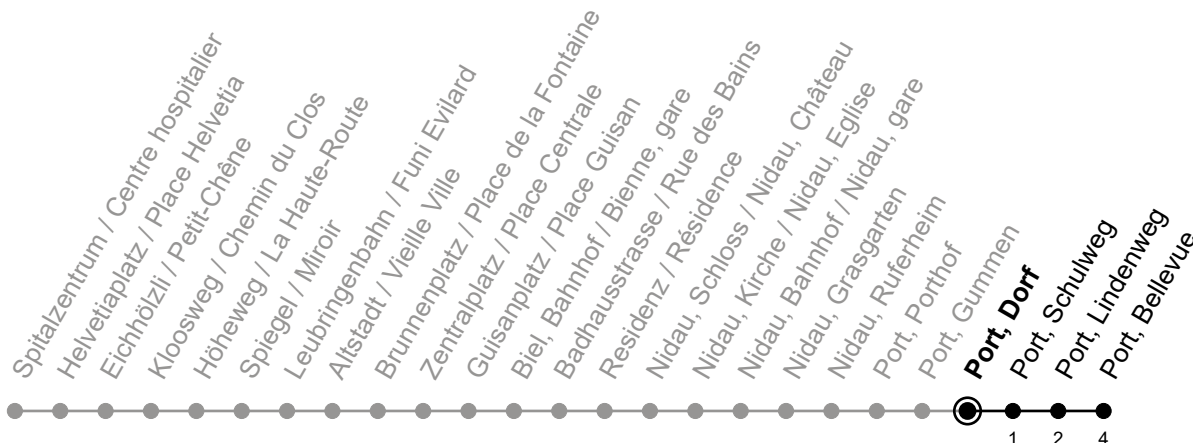 Spitalzentrum / Centre hospitalier
Helvetiaplatz / Place Helvetia
Eichhölzli / Petit-Chêne
Kloosweg / Chemin du Clos
Höheweg / La Haute-Route
Spiegel / Miroir
Leubringenbahn / Funi Evilard
Altstadt / Vieille Ville
Brunnenplatz / Place de la Fontaine
Zentralplatz / Place Centrale
Guisanplatz / Place Guisan
Biel, Bahnhof / Bienne, gare
Badhausstrasse / Rue des Bains
Residenz / Résidence
Nidau, Schloss / Nidau, Château
Nidau, Kirche / Nidau, Eglise
Nidau, Bahnhof / Nidau, gare
Nidau, Grasgarten
Nidau, Ruferheim
Port, Porthof
Port, Gummen
Port, Dorf
Port, Schulweg
Port, Lindenweg
Port, Bellevue
1 2 4